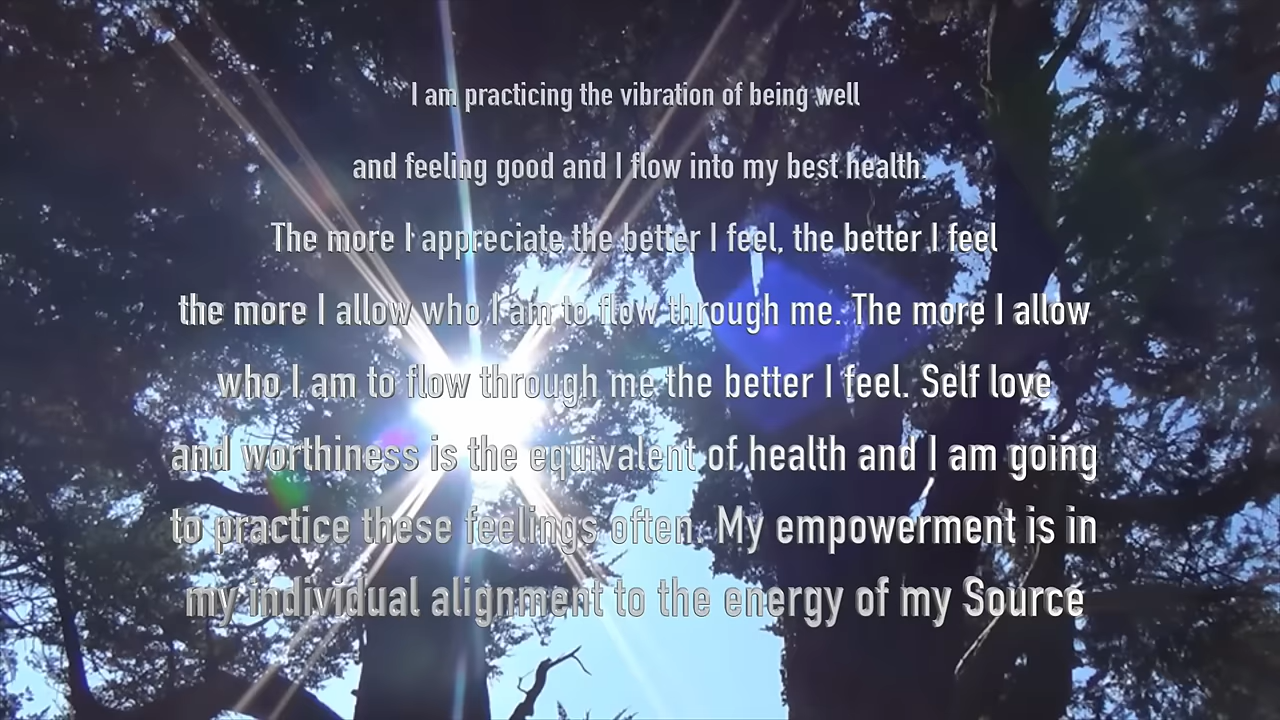 I am practicing the vibration of being well
and feeling good and I flow into my best health.
The more I appreciate the better I feel, the better I feel
the more I allow who I am to flow through me. The more I allow
who I am to flow through me the better I feel. Self love
and worthiness is the equivalent of health and I am going
to practice these feelings often. My empowerment is in
my individual alignment to the energy of my Source